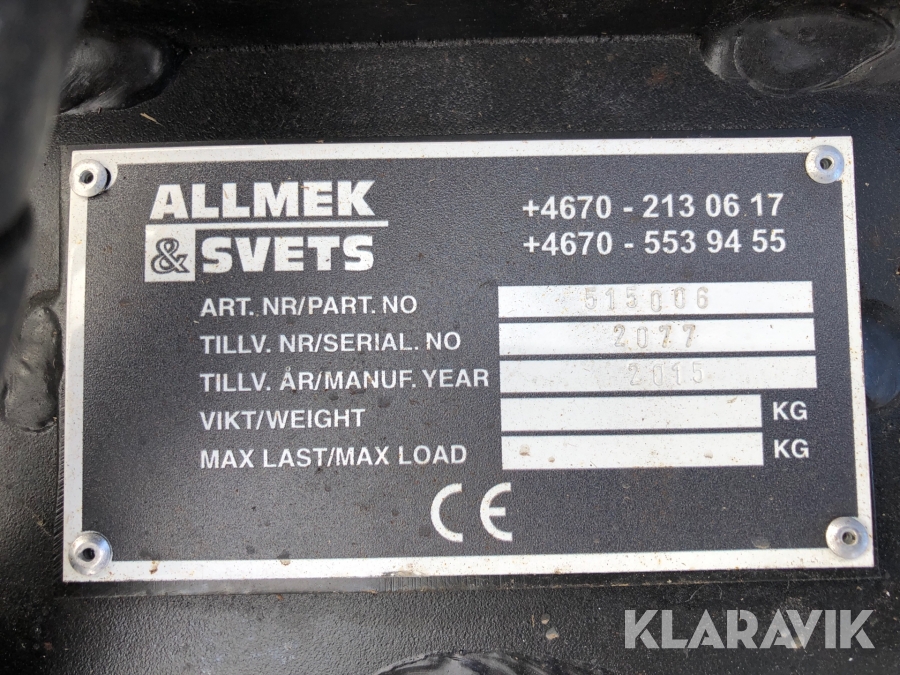 ALLMEK
& SVETS
+4670 - 213 06 17
+4670 - 553 94 55
ART. NR/PART. NO 515006
TILLV. NR/SERIAL. NO 2077
TILLV. ÅR/MANUF. YEAR 2015
VIKT/WEIGHT KG
MAX LAST/MAX LOAD KG
CE
KLARAVIK